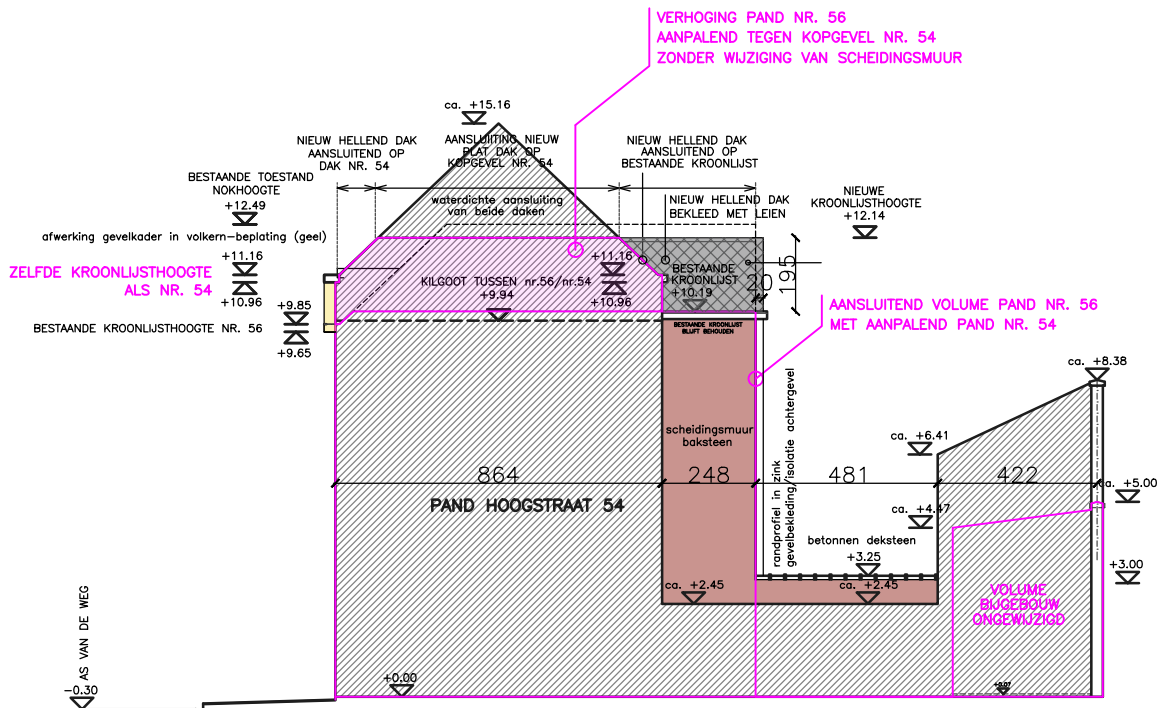 VERHOGING PAND NR. 56
AANPALEND TEGEN KOPGEVEL NR. 54
ZONDER WIJZIGING VAN SCHEIDINGSMUUR
ca. +15.16
NIEUW HELLEND DAK
AANSLUITEND OP
DAK NR. 54
AANSLUITING NIEUW
PLAT DAK OP
KOPGEVEL NR. 54
NIEUW HELLEND DAK
AANSLUITEND OP
BESTAANDE KROONLIJST
BESTAANDE TOESTAND
NOKHOOGTE
+12.49
waterdichte aansluiting
van beide daken
NIEUW HELLEND DAK
BEKLEED MET LEIEN
NIEUWE
KROONLIJSTHOOGTE
+12.14
afwerking gevelkader in volkern-beplating (geel)
ZELFDE KROONLIJSTHOOGTE
ALS NR. 54
+11.16
+10.96
KILGOOT TUSSEN nr.56/nr.54
+9.94
+11.16
+10.96
BESTAANDE
KROONLIJST
+10.19
20
195
+9.85
BESTAANDE KROONLIJSTHOOGTE NR. 56
+9.65
BESTAANDE KROONLIJST
BLIJFT BEHOUDEN
AANSLUITEND VOLUME PAND NR. 56
MET AANPALEND PAND NR. 54
ca. +8.38
scheidingsmuur
baksteen
randprofiel in zink
gevelbekleding/isolatie achtergevel
ca. +6.41
864
248
481
422
ca. +5.00
PAND HOOGSTRAAT 54
ca. +4.47
betonnen deksteen
+3.25
+3.00
ca. +2.45
ca. +2.45
VOLUME
BIJGEBOUW
ONGEWIJZIGD
AS VAN DE WEG
-0.30
+0.00
+0.07